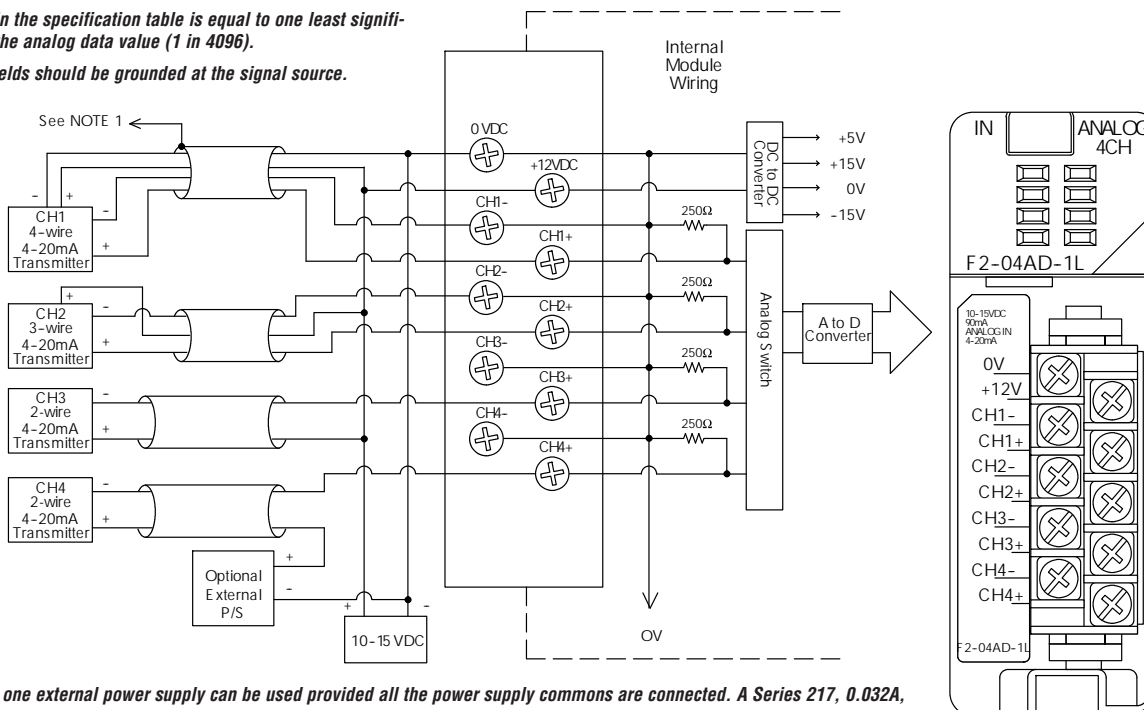 in the specification table is equal to one least signifi-
the analog data value (1 in 4096).
elds should be grounded at the signal source.
See NOTE 1
Internal
Module
Wiring
0 VDC
+12VDC
CH1-
CH1+
CH2-
CH2+
CH3-
CH3+
CH4-
CH4+
DC to DC
Converter
+5V
+15V
0V
-15V
250Ω
250Ω
250Ω
250Ω
Analog Switch
A to D
Converter
- +
-
+
CH1
4-wire
4-20mA
Transmitter
+
-
+
CH2
3-wire
4-20mA
Transmitter
-
+
CH3
2-wire
4-20mA
Transmitter
-
+
CH4
2-wire
4-20mA
Transmitter
+
-
Optional
External
P/S
+ -
10-15 VDC
OV
IN
ANALOG
4CH
F2-04AD-1L
10-15VDC
90mA
ANALOG IN
4-20mA
0V
+12V
CH1-
CH1+
CH2-
CH2+
CH3-
CH3+
CH4-
CH4+
F2-04AD-1L
one external power supply can be used provided all the power supply commons are connected. A Series 217, 0.032A,